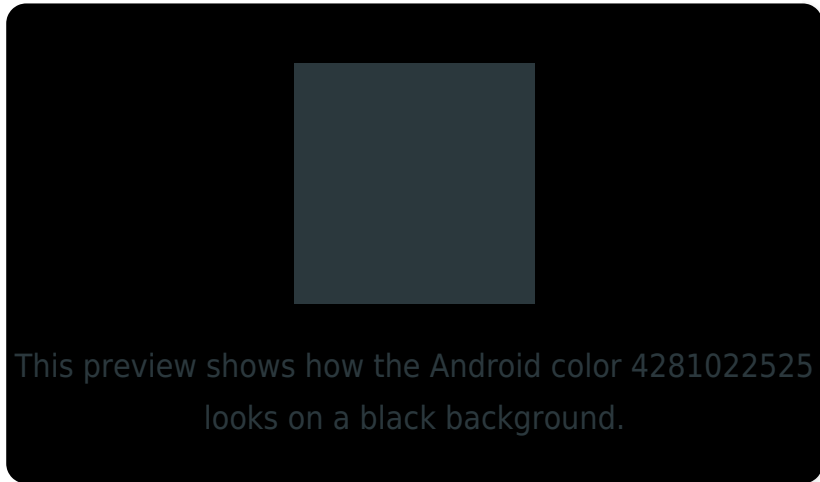 This preview shows how the Android color 4281022525
looks on a black background.